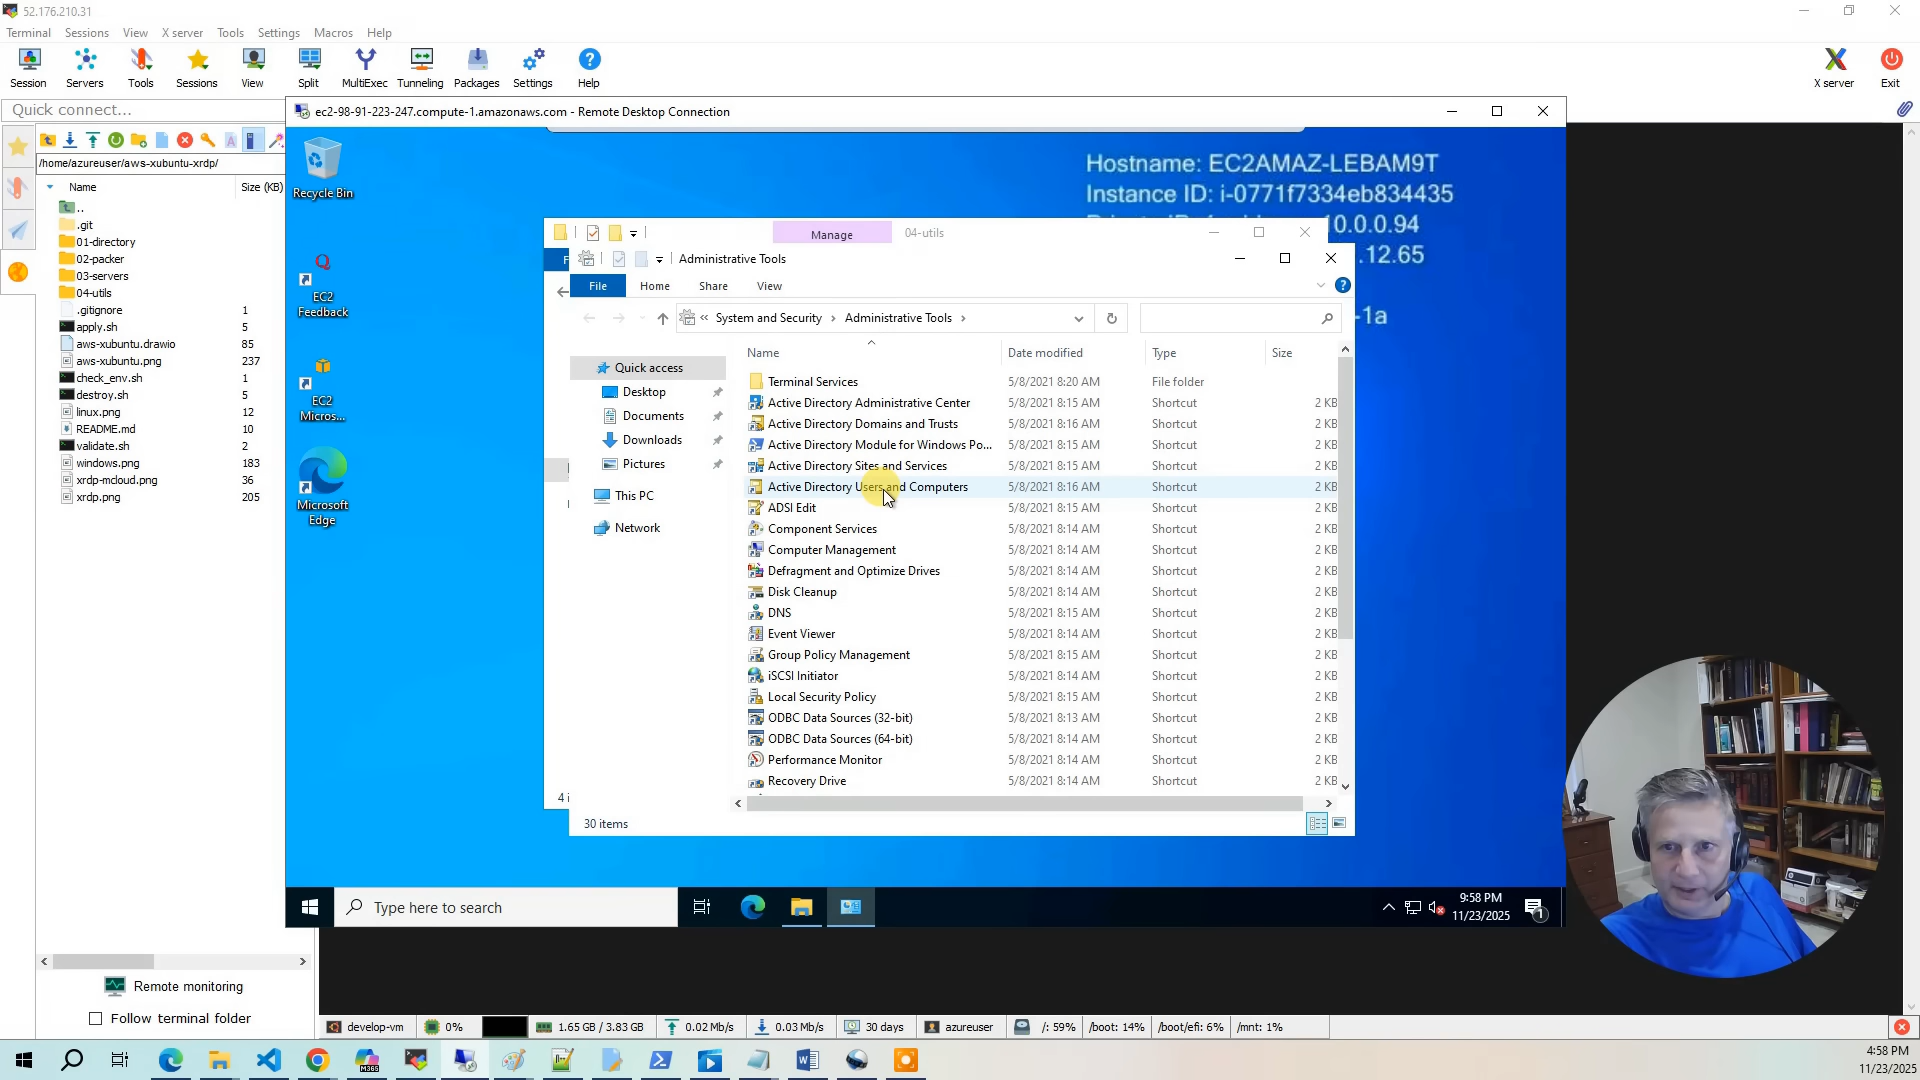 52.176.210.31
Terminal Sessions View X server Tools Settings Macros Help
Session Servers Tools Sessions View Split MultiExec Tunneling Packages Settings Help X server Exit
Quick connect...
/home/azureuser/aws-xubuntu-xrdp/
Name Size (KB)
..
.git
01-directory
02-packer
03-servers
04-utils
.gitignore 1
apply.sh 5
aws-xubuntu.drawio 85
aws-xubuntu.png 237
check_env.sh 1
destroy.sh 5
linux.png 12
README.md 10
validate.sh 2
windows.png 183
xrdp-mcloud.png 36
xrdp.png 205
Remote monitoring
Follow terminal folder
ec2-98-91-223-247.compute-1.amazonaws.com - Remote Desktop Connection
Recycle Bin
EC2 Feedback
EC2 Micros...
Microsoft Edge
Hostname: EC2AMAZ-LEBAM9T
Instance ID: i-0771f7334eb834435
10.0.0.94
.12.65
-1a
Manage 04-utils
Administrative Tools
File Home Share View
« System and Security › Administrative Tools ›
Quick access
Desktop
Documents
Downloads
Pictures
This PC
Network
Name Date modified Type Size
Terminal Services 5/8/2021 8:20 AM File folder
Active Directory Administrative Center 5/8/2021 8:15 AM Shortcut 2 KB
Active Directory Domains and Trusts 5/8/2021 8:16 AM Shortcut 2 KB
Active Directory Module for Windows Po... 5/8/2021 8:15 AM Shortcut 2 KB
Active Directory Sites and Services 5/8/2021 8:15 AM Shortcut 2 KB
Active Directory Users and Computers 5/8/2021 8:16 AM Shortcut 2 KB
ADSI Edit 5/8/2021 8:15 AM Shortcut 2 KB
Component Services 5/8/2021 8:14 AM Shortcut 2 KB
Computer Management 5/8/2021 8:14 AM Shortcut 2 KB
Defragment and Optimize Drives 5/8/2021 8:14 AM Shortcut 2 KB
Disk Cleanup 5/8/2021 8:14 AM Shortcut 2 KB
DNS 5/8/2021 8:15 AM Shortcut 2 KB
Event Viewer 5/8/2021 8:14 AM Shortcut 2 KB
Group Policy Management 5/8/2021 8:15 AM Shortcut 2 KB
iSCSI Initiator 5/8/2021 8:14 AM Shortcut 2 KB
Local Security Policy 5/8/2021 8:15 AM Shortcut 2 KB
ODBC Data Sources (32-bit) 5/8/2021 8:13 AM Shortcut 2 KB
ODBC Data Sources (64-bit) 5/8/2021 8:14 AM Shortcut 2 KB
Performance Monitor 5/8/2021 8:14 AM Shortcut 2 KB
Recovery Drive 5/8/2021 8:14 AM Shortcut 2 KB
4 i
30 items
Type here to search
9:58 PM
11/23/2025
1
develop-vm 0% 1.65 GB / 3.83 GB 0.02 Mb/s 0.03 Mb/s 30 days azureuser /: 59% /boot: 14% /boot/efi: 6% /mnt: 1%
M365
4:58 PM
11/23/2025